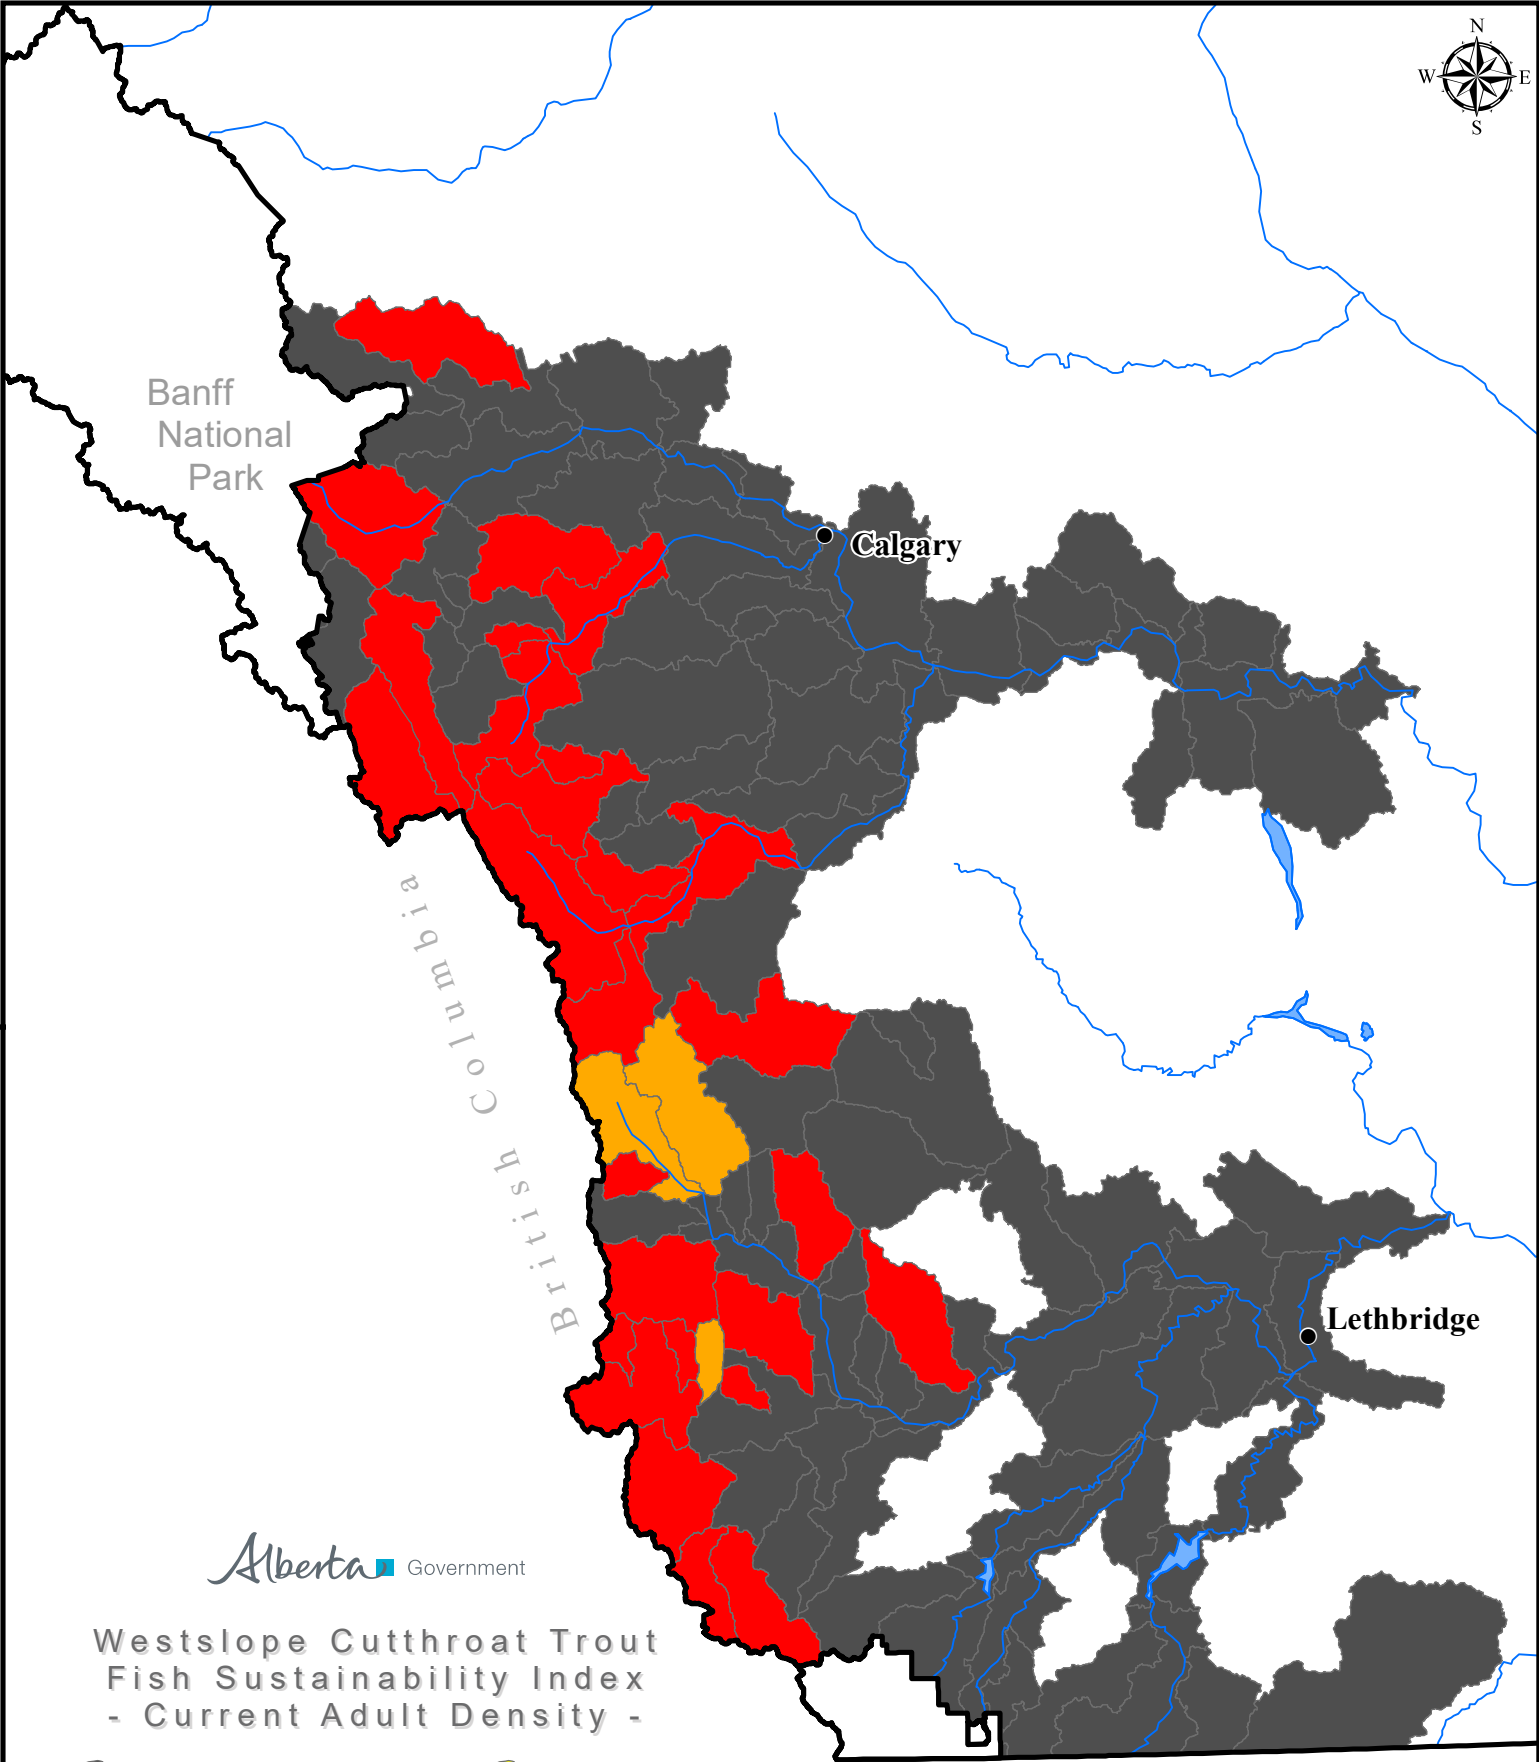 N
W E
S
Banff
National
Park
Calgary
British Columbia
Lethbridge
Alberta Government
Westslope Cutthroat Trout
Fish Sustainability Index
- Current Adult Density -